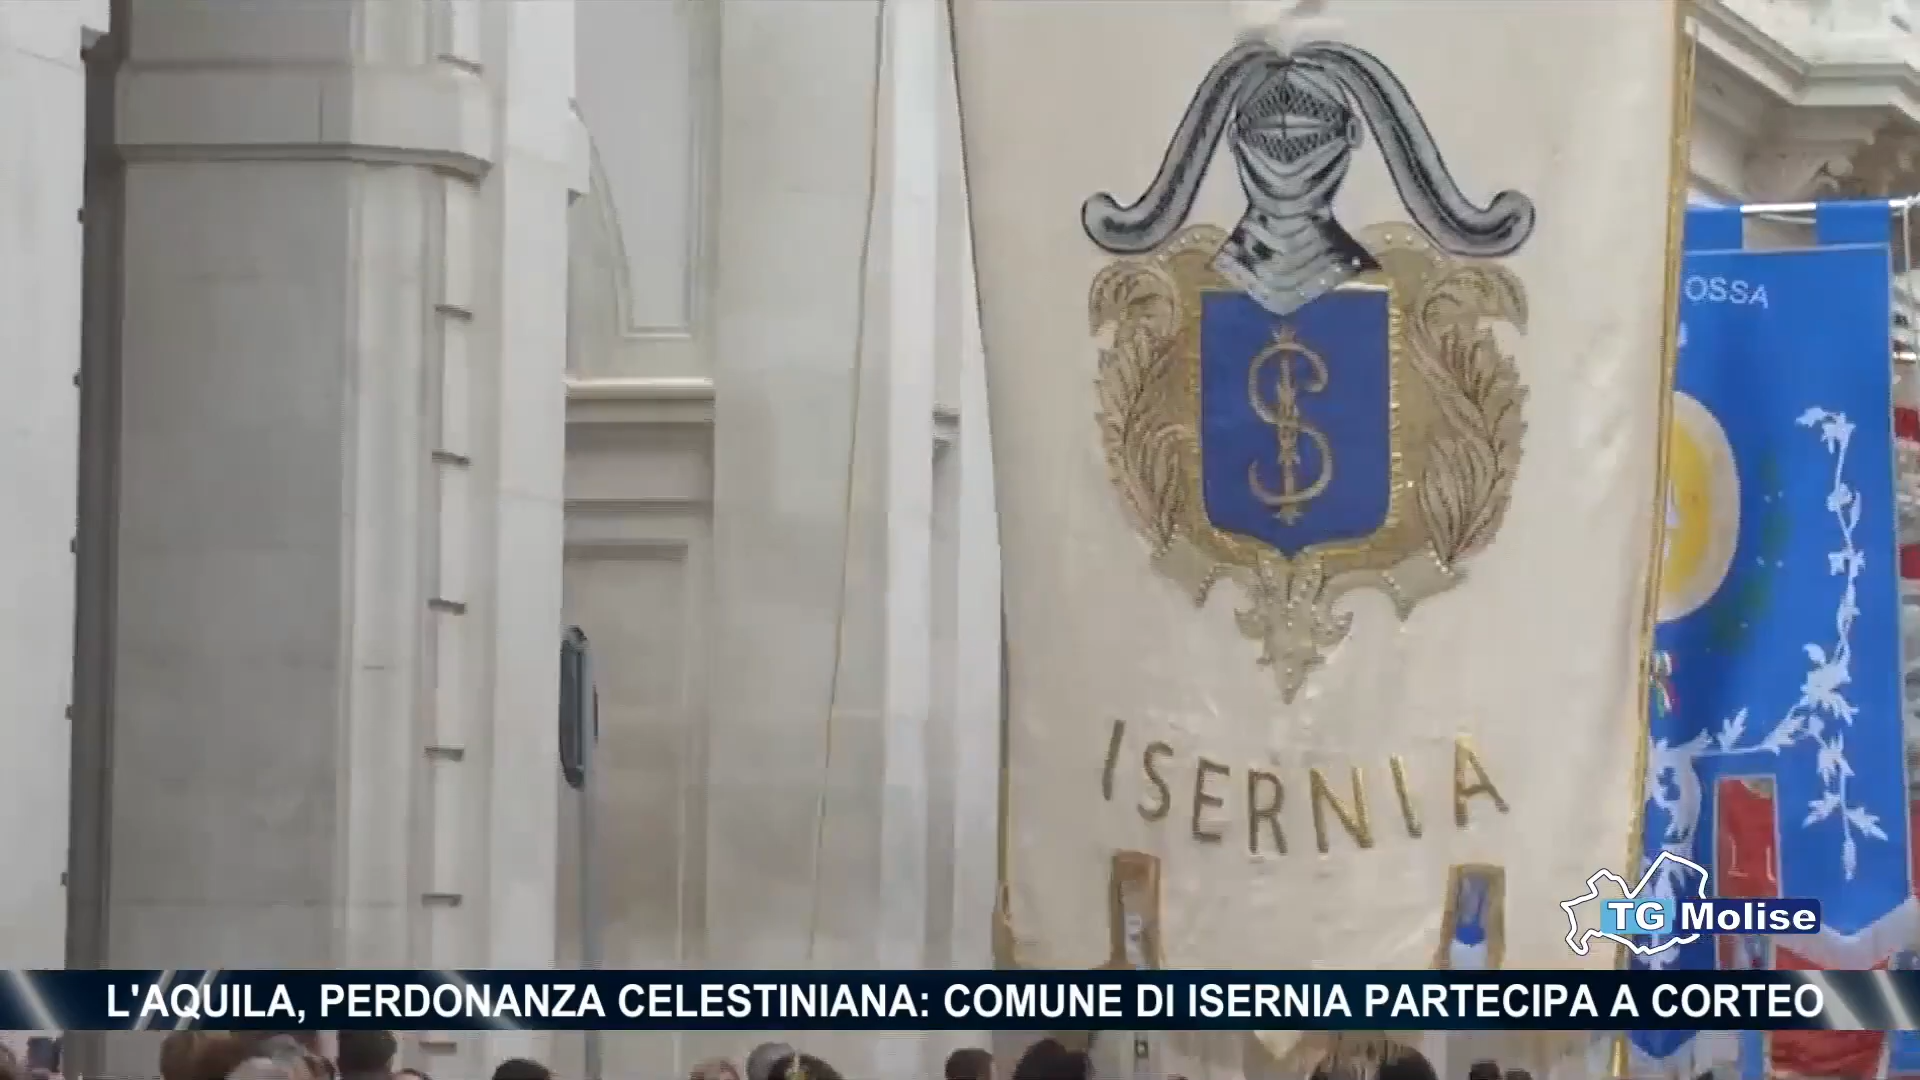 OSSA
S
ISERNIA
TG Molise
L'AQUILA, PERDONANZA CELESTINIANA: COMUNE DI ISERNIA PARTECIPA A CORTEO